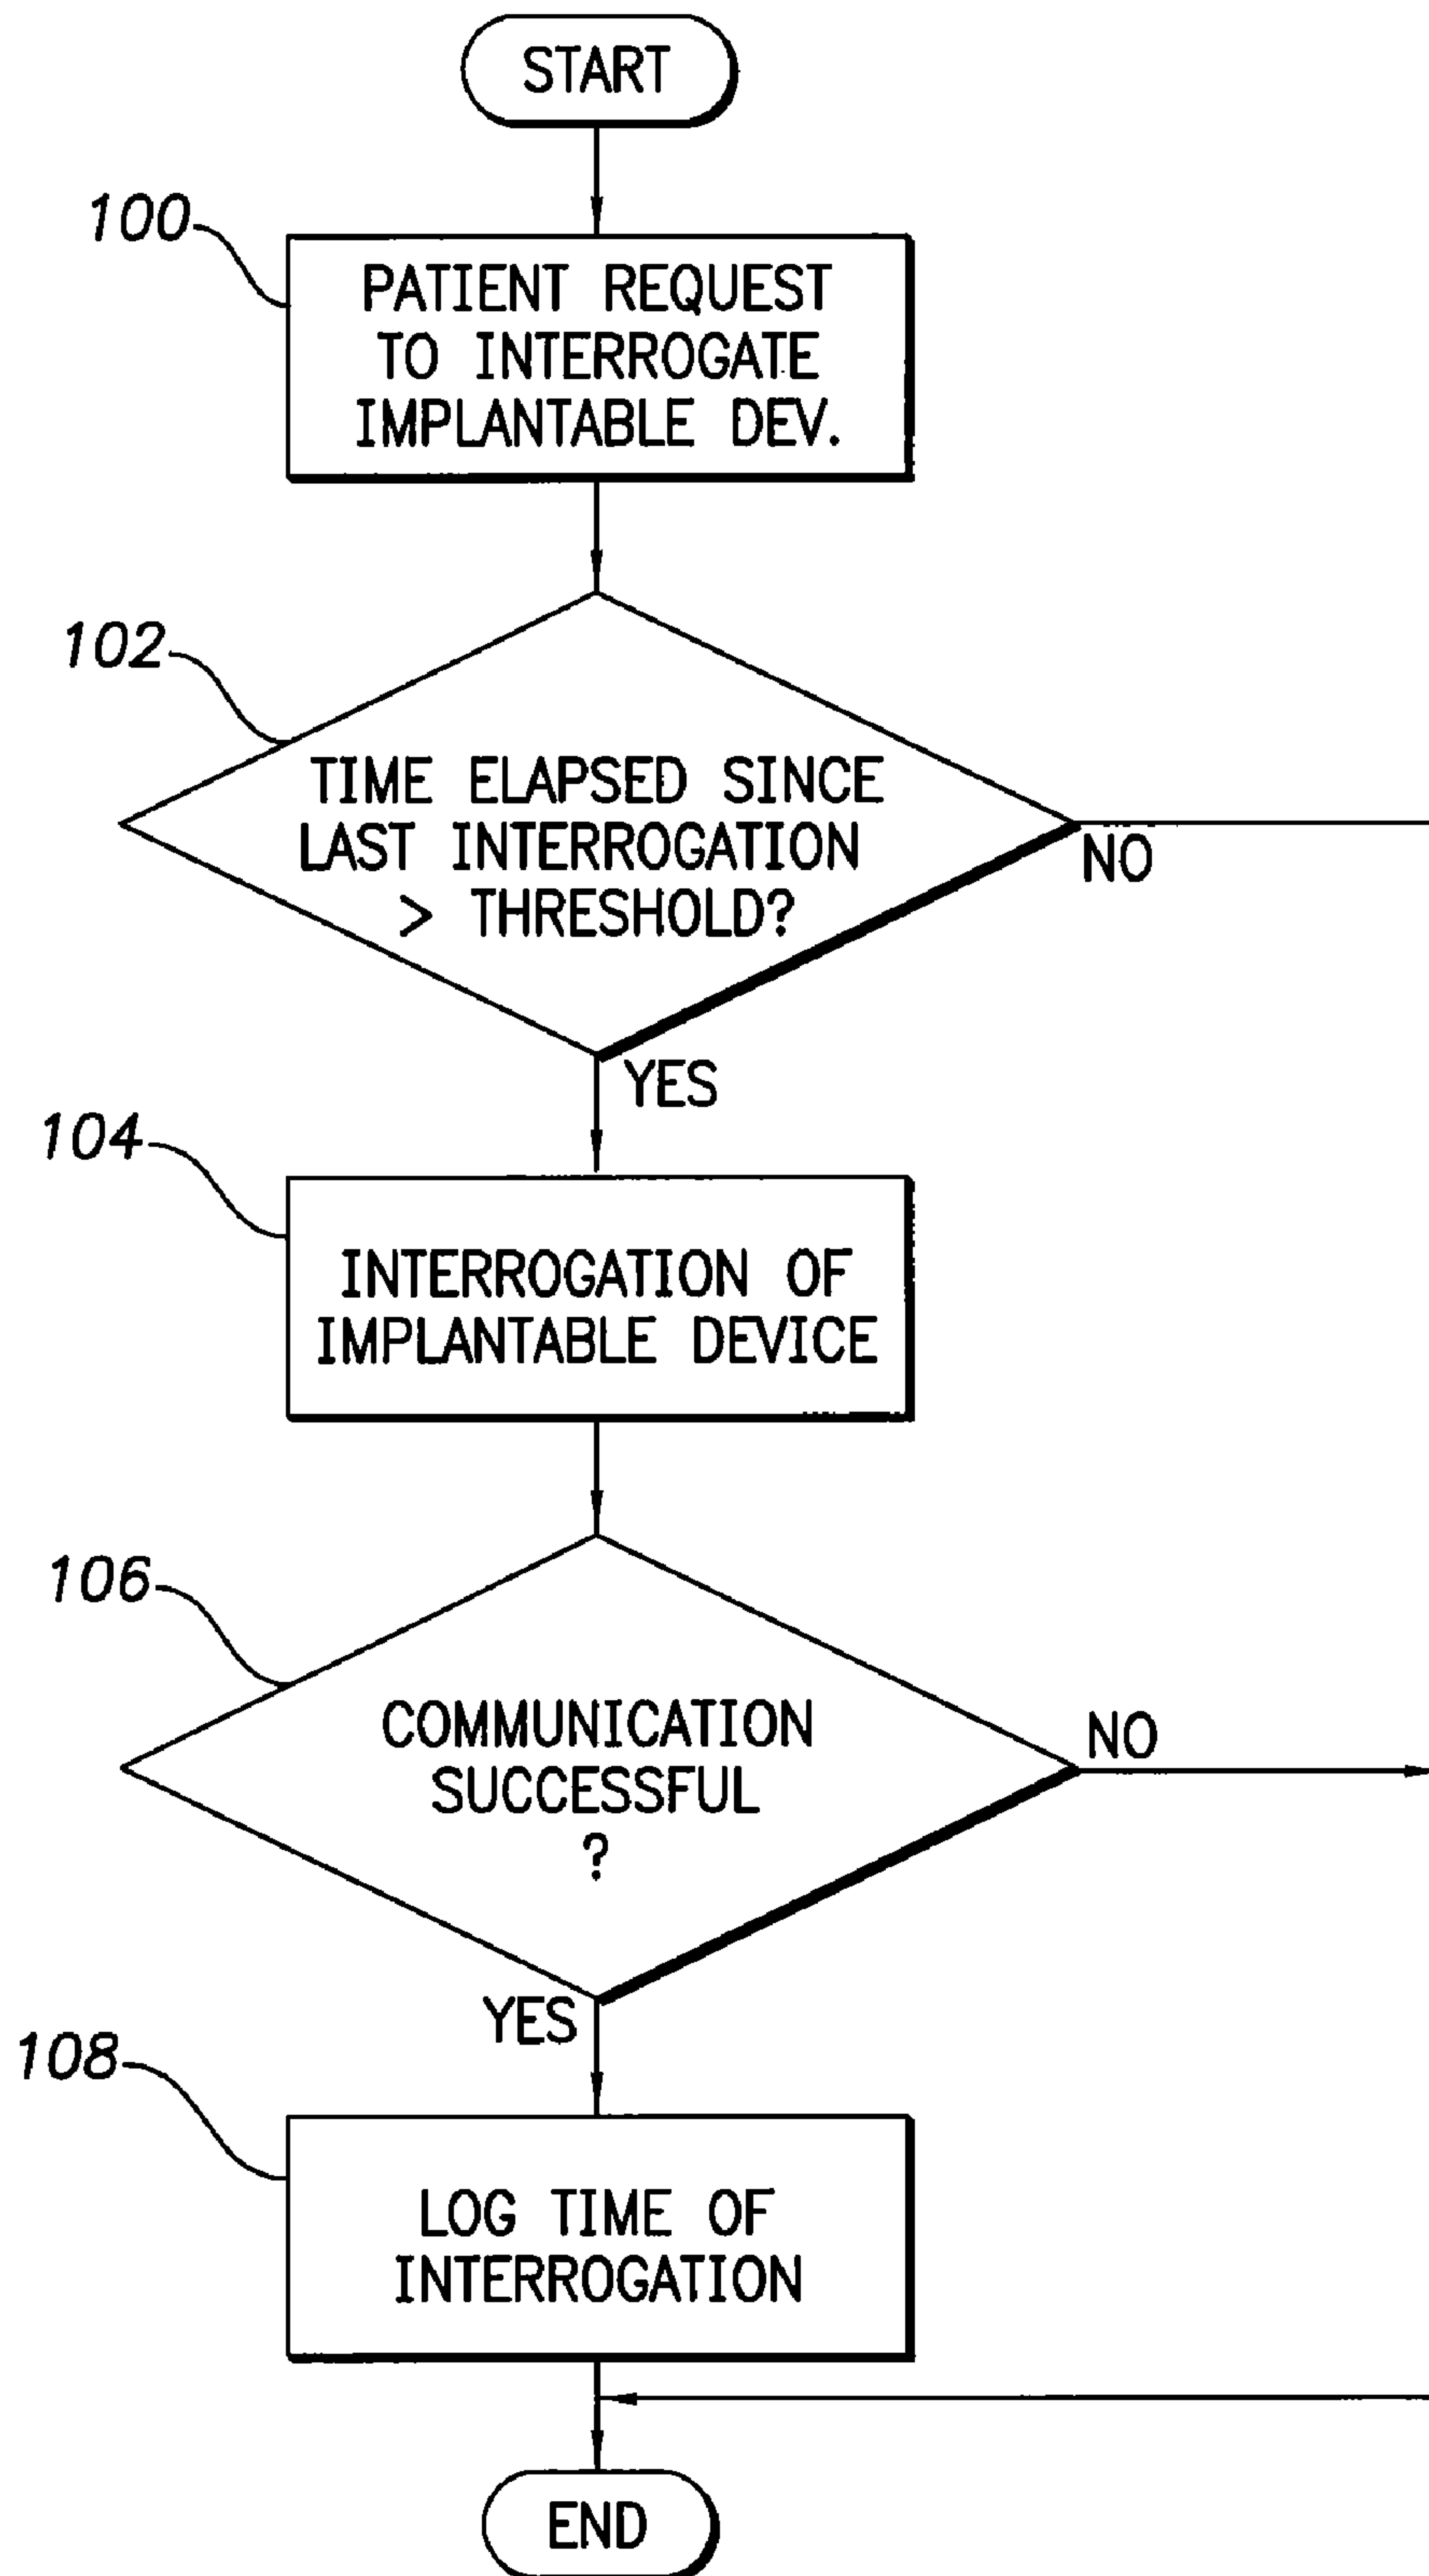 START
100
PATIENT REQUEST
TO INTERROGATE
IMPLANTABLE DEV.
102
TIME ELAPSED SINCE
LAST INTERROGATION
> THRESHOLD?
NO
YES
104
INTERROGATION OF
IMPLANTABLE DEVICE
106
COMMUNICATION
SUCCESSFUL
?
NO
YES
108
LOG TIME OF
INTERROGATION
END